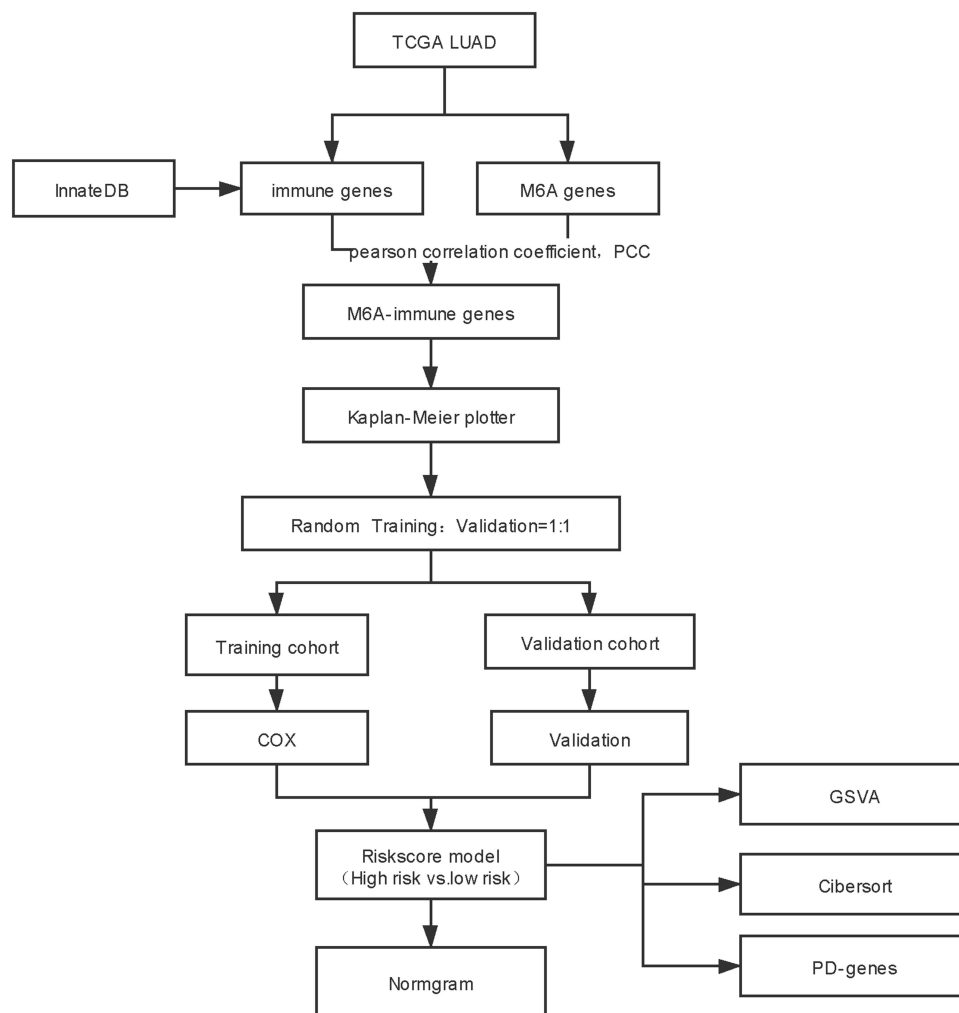 TCGA LUAD
InnateDB
immune genes
M6A genes
pearson correlation coefficient，PCC
M6A-immune genes
Kaplan-Meier plotter
Random Training：Validation=1:1
Training cohort
Validation cohort
COX
Validation
GSVA
Riskscore model
（High risk vs.low risk）
Cibersort
PD-genes
Normgram